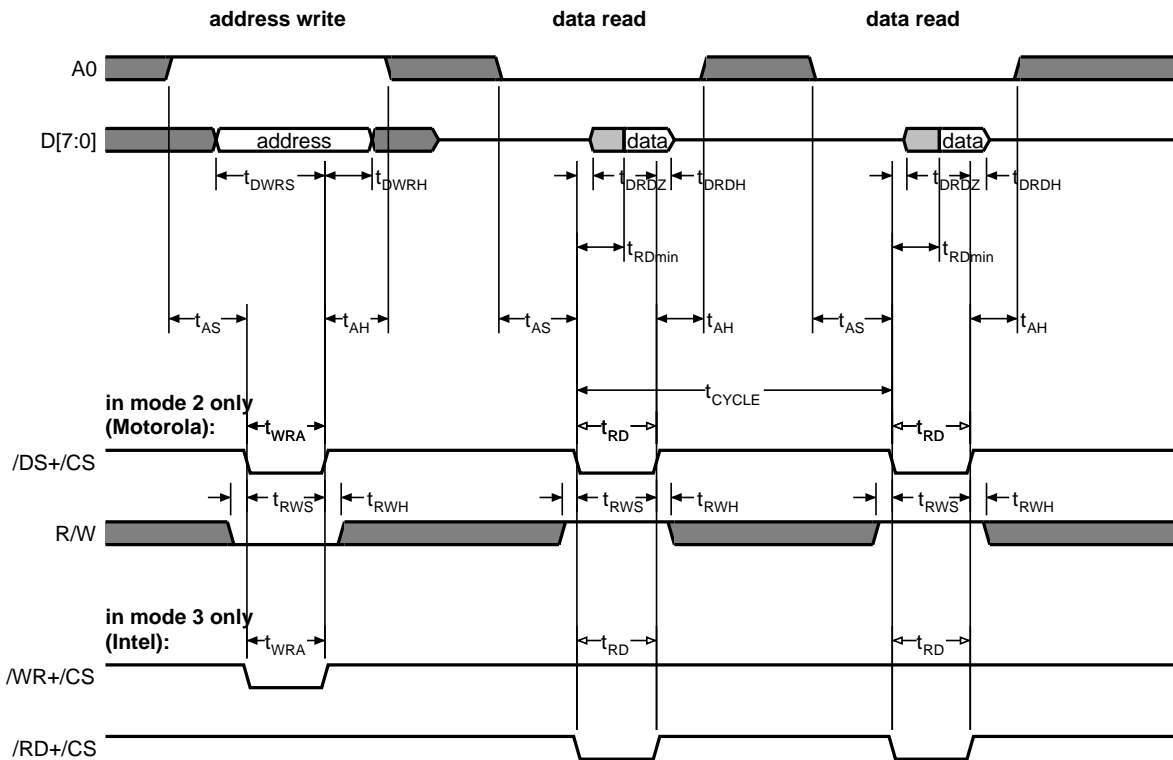 address write data read data read
A0
D[7:0] address data data
tDWRS tDWRH tDRDZ tDRDH tDRDZ tDRDH
tRDmin tRDmin
tAS tAH tAS tAH tAS tAH
tCYCLE
in mode 2 only
(Motorola): tWRA tRD tRD
/DS+/CS
tRWS tRWH tRWS tRWH tRWS tRWH
R/W
in mode 3 only
(Intel): tWRA tRD tRD
/WR+/CS
/RD+/CS